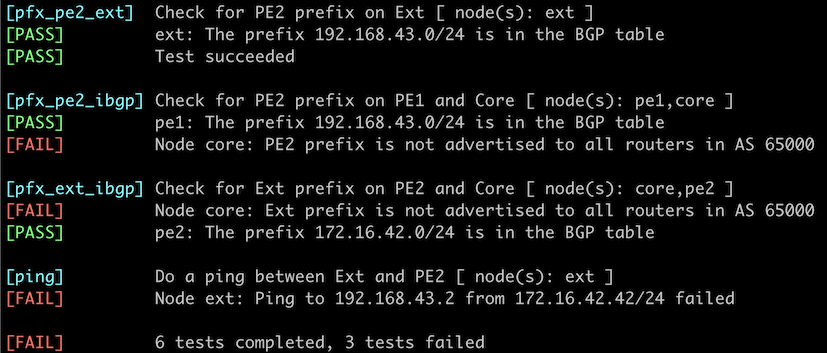 [pfx_pe2_ext] Check for PE2 prefix on Ext [ node(s): ext ]
[PASS] ext: The prefix 192.168.43.0/24 is in the BGP table
[PASS] Test succeeded
[pfx_pe2_ibgp] Check for PE2 prefix on PE1 and Core [ node(s): pe1,core ]
[PASS] pe1: The prefix 192.168.43.0/24 is in the BGP table
[FAIL] Node core: PE2 prefix is not advertised to all routers in AS 65000
[pfx_ext_ibgp] Check for Ext prefix on PE2 and Core [ node(s): core,pe2 ]
[FAIL] Node core: Ext prefix is not advertised to all routers in AS 65000
[PASS] pe2: The prefix 172.16.42.0/24 is in the BGP table
[ping] Do a ping between Ext and PE2 [ node(s): ext ]
[FAIL] Node ext: Ping to 192.168.43.2 from 172.16.42.42/24 failed
[FAIL] 6 tests completed, 3 tests failed